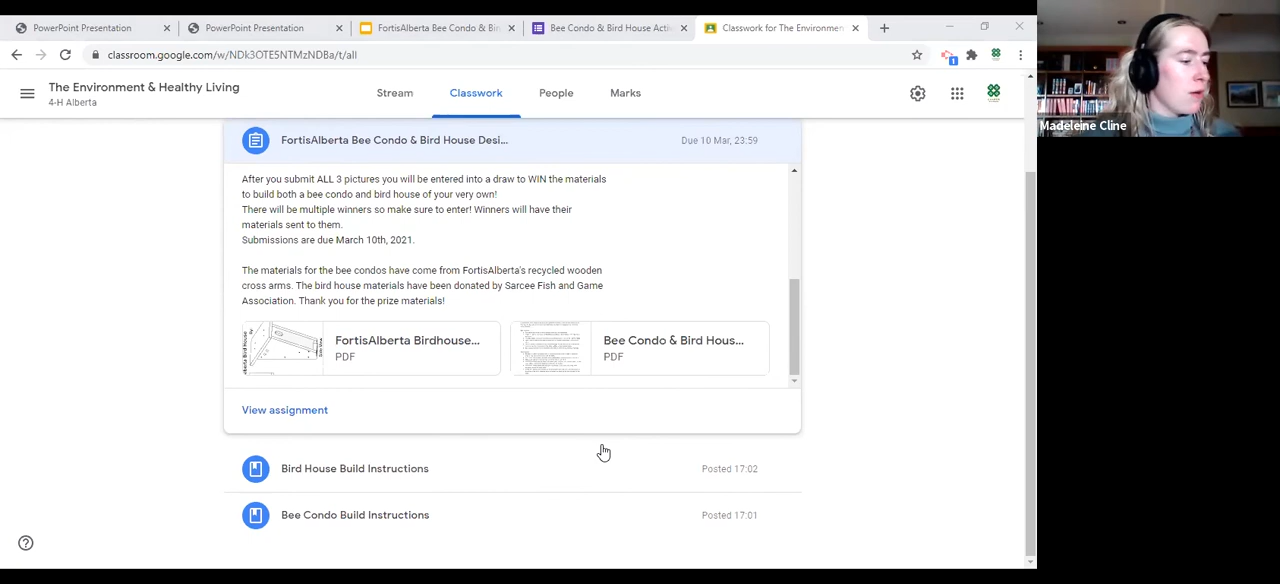 PowerPoint Presentation
PowerPoint Presentation
FortisAlberta Bee Condo & Bir
Bee Condo & Bird House Acti
Classwork for The Environmen
classroom.google.com/w/NDk3OTE5NTMzNDBa/t/all
1
The Environment & Healthy Living
4-H Alberta
Stream
Classwork
People
Marks
Madeleine Cline
FortisAlberta Bee Condo & Bird House Desi...
Due 10 Mar, 23:59
After you submit ALL 3 pictures you will be entered into a draw to WIN the materials
to build both a bee condo and bird house of your very own!
There will be multiple winners so make sure to enter! Winners will have their
materials sent to them.
Submissions are due March 10th, 2021.
The materials for the bee condos have come from FortisAlberta's recycled wooden
cross arms. The bird house materials have been donated by Sarcee Fish and Game
Association. Thank you for the prize materials!
FortisAlberta Birdhouse...
PDF
Bee Condo & Bird Hous...
PDF
View assignment
Bird House Build Instructions
Posted 17:02
Bee Condo Build Instructions
Posted 17:01